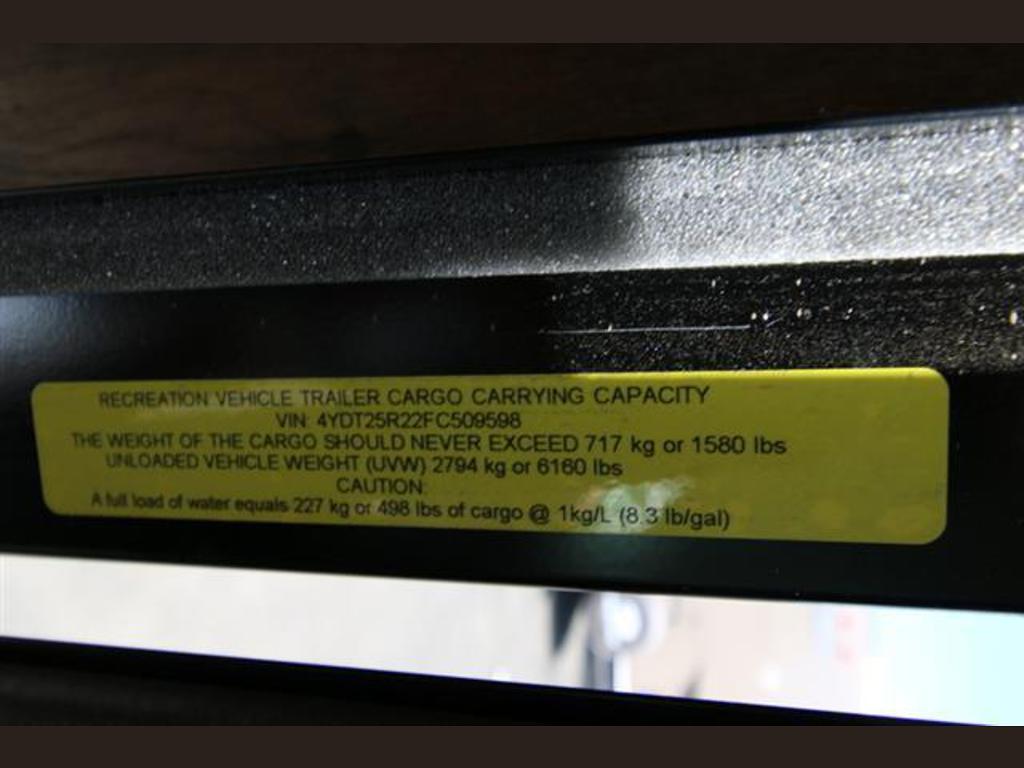 RECREATION VEHICLE TRAILER CARGO CARRYING CAPACITY
VIN: 4YDT25R22FC509598
THE WEIGHT OF THE CARGO SHOULD NEVER EXCEED 717 kg or 1580 lbs
UNLOADED VEHICLE WEIGHT (UVW) 2794 kg or 6160 lbs
CAUTION:
A full load of water equals 227 kg or 498 lbs of cargo @ 1kg/L (8.3 lb/gal)